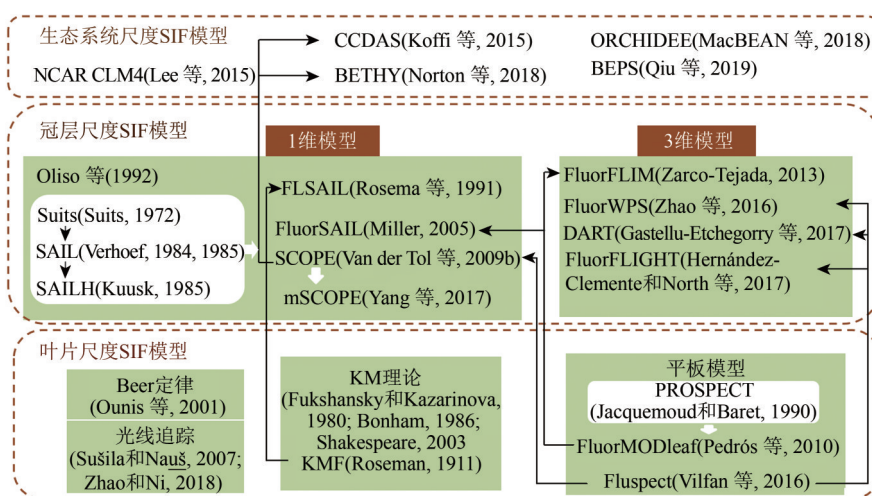 生态系统尺度SIF模型
CCDAS(Koffi 等, 2015)
ORCHIDEE(MacBEAN 等, 2018)
NCAR CLM4(Lee 等, 2015)
BETHY(Norton 等, 2018)
BEPS(Qiu 等, 2019)
冠层尺度SIF模型
1维模型
3维模型
Oliso 等(1992)
Suits(Suits, 1972)
SAIL(Verhoef, 1984, 1985)
SAILH(Kuusk, 1985)
FLSAIL(Rosema 等, 1991)
FluorSAIL(Miller, 2005)
SCOPE(Van der Tol 等, 2009b)
mSCOPE(Yang 等, 2017)
FluorFLIM(Zarco-Tejada, 2013)
FluorWPS(Zhao 等, 2016)
DART(Gastellu-Etchegorry 等, 2017)
FluorFLIGHT(Hernández-
Clemente和North 等, 2017)
叶片尺度SIF模型
Beer定律
(Ounis 等, 2001)
光线追踪
(Sušila和Nauš, 2007;
Zhao和Ni, 2018)
KM理论
(Fukshansky和Kazarinova,
1980; Bonham, 1986;
Shakespeare, 2003
KMF(Roseman, 1911)
平板模型
PROSPECT
(Jacquemoud和Baret, 1990)
FluorMODleaf(Pedrós 等, 2010)
Fluspect(Vilfan 等, 2016)